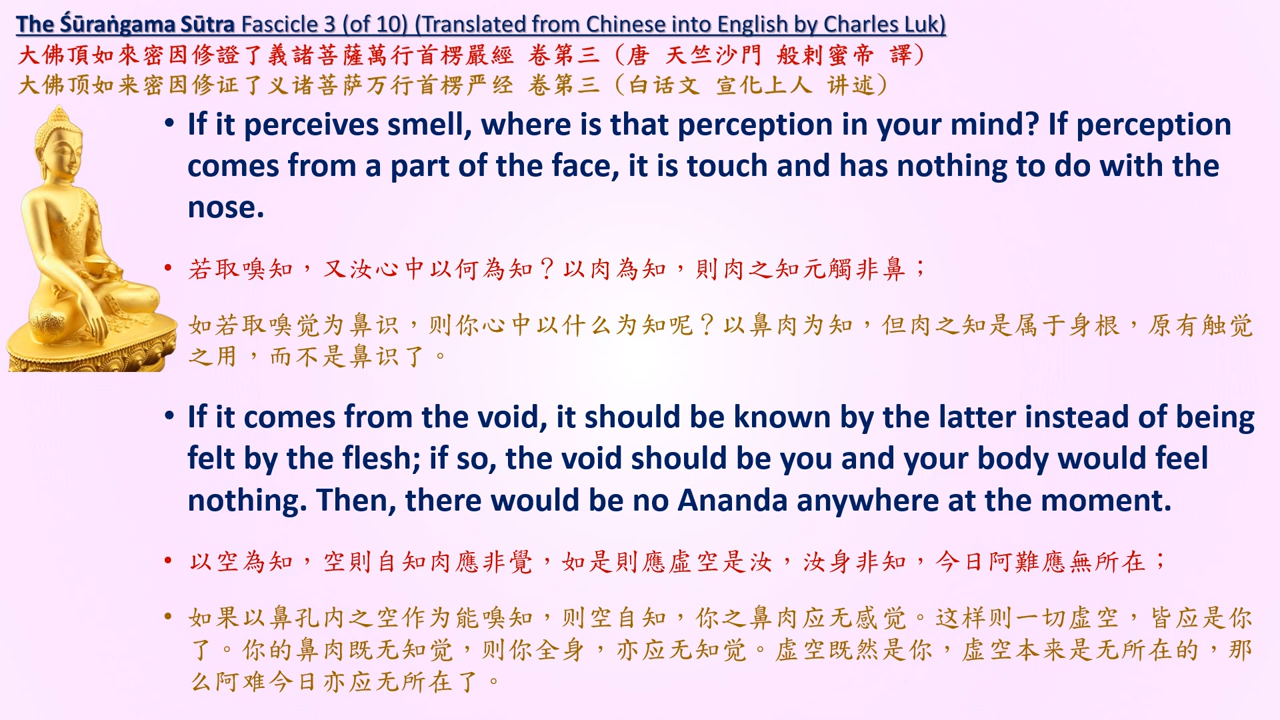 The Śūraṅgama Sūtra Fascicle 3 (of 10) (Translated from Chinese into English by Charles Luk)
大佛頂如來密因修證了義諸菩薩萬行首楞嚴經 卷第三（唐 天竺沙門 般剌蜜帝 譯）
大佛顶如来密因修证了义诸菩萨万行首楞严经 卷第三（白话文 宣化上人 讲述）
• If it perceives smell, where is that perception in your mind? If perception
comes from a part of the face, it is touch and has nothing to do with the
nose.
• 若取嗅知，又汝心中以何為知？以肉為知，則肉之知元觸非鼻；
如若取嗅觉为鼻识，则你心中以什么为知呢？以鼻肉为知，但肉之知是属于身根，原有触觉
之用，而不是鼻识了。
• If it comes from the void, it should be known by the latter instead of being
felt by the flesh; if so, the void should be you and your body would feel
nothing. Then, there would be no Ananda anywhere at the moment.
• 以空為知，空則自知肉應非覺，如是則應虛空是汝，汝身非知，今日阿難應無所在；
• 如果以鼻孔内之空作为能嗅知，则空自知，你之鼻肉应无感觉。这样则一切虚空，皆应是你
了。你的鼻肉既无知觉，则你全身，亦应无知觉。虚空既然是你，虚空本来是无所在的，那
么阿难今日亦应无所在了。